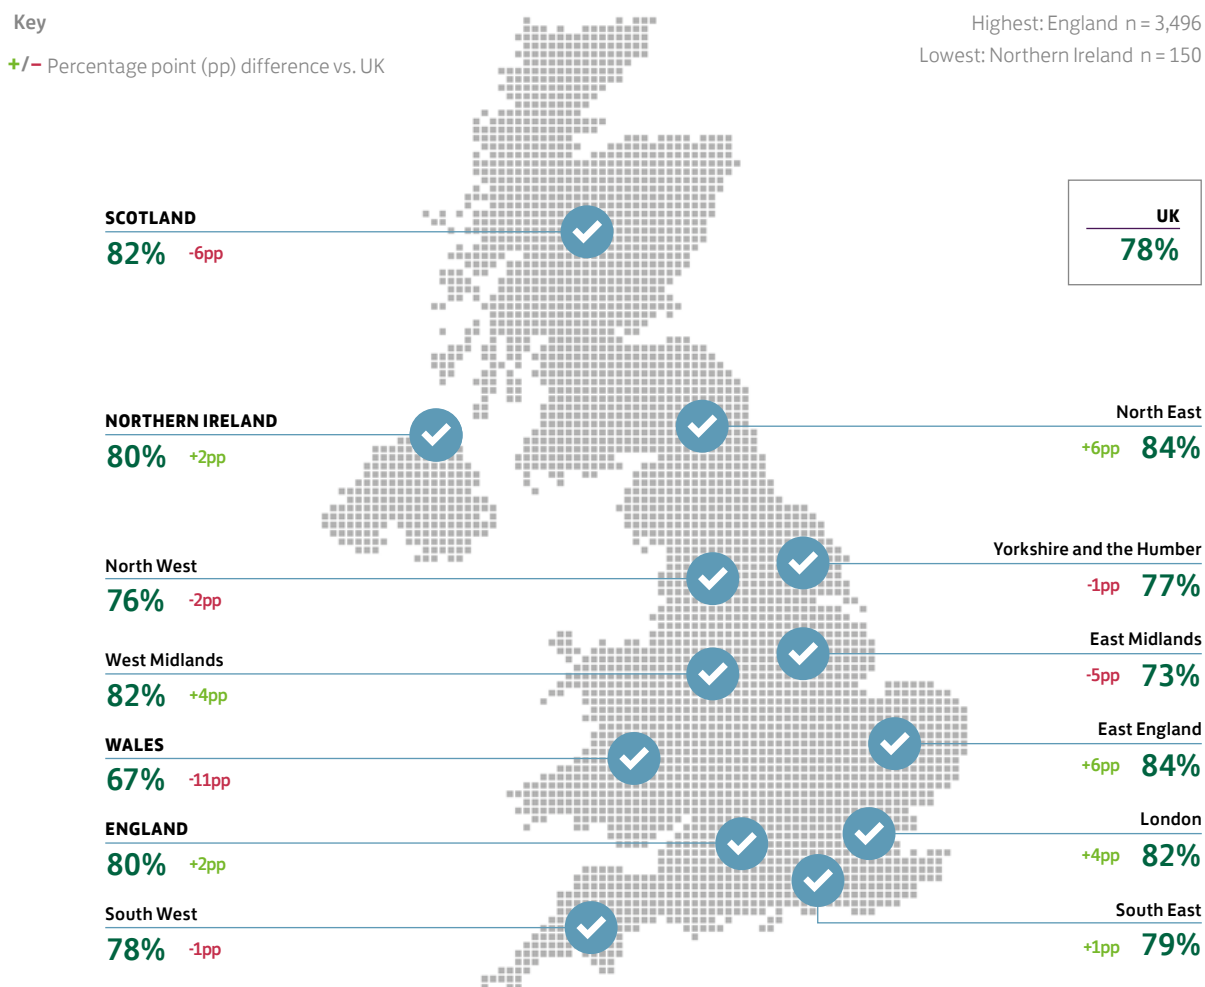 Key
+/– Percentage point (pp) difference vs. UK
Highest: England n = 3,496
Lowest: Northern Ireland n = 150
UK
78%
SCOTLAND
82% -6pp
NORTHERN IRELAND
80% +2pp
North West
76% -2pp
West Midlands
82% +4pp
WALES
67% -11pp
ENGLAND
80% +2pp
South West
78% -1pp
North East
+6pp 84%
Yorkshire and the Humber
-1pp 77%
East Midlands
-5pp 73%
East England
+6pp 84%
London
+4pp 82%
South East
+1pp 79%